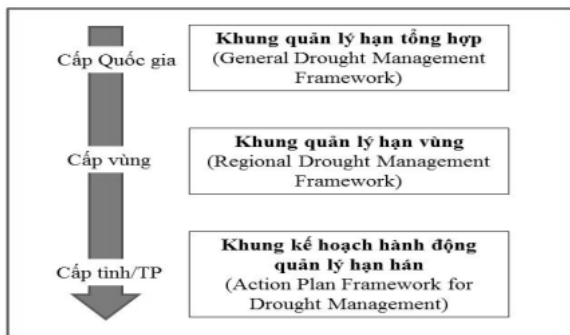 Cấp Quốc gia
Khung quản lý hạn tổng hợp
(General Drought Management
Framework)
Cấp vùng
Khung quản lý hạn vùng
(Regional Drought Management
Framework)
Cấp tỉnh/TP
Khung kế hoạch hành động
quản lý hạn hán
(Action Plan Framework for
Drought Management)